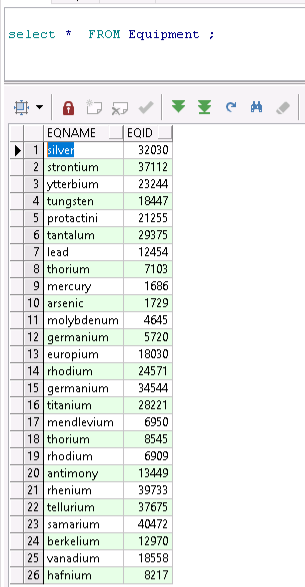 select * FROM Equipment ;
EQNAME EQID
1 silver 32030
2 strontium 37112
3 ytterbium 23244
4 tungsten 18447
5 protactini 21255
6 tantalum 29375
7 lead 12454
8 thorium 7103
9 mercury 1686
10 arsenic 1729
11 molybdenum 4645
12 germanium 5720
13 europium 18030
14 rhodium 24571
15 germanium 34544
16 titanium 28221
17 mendlevium 6950
18 thorium 8545
19 rhodium 6909
20 antimony 13449
21 rhenium 39733
22 tellurium 37675
23 samarium 40472
24 berkelium 12970
25 vanadium 18558
26 hafnium 8217